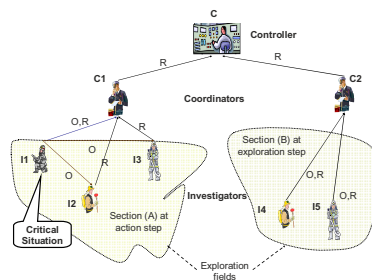 C
Controller
R
R
C1
C2
Coordinators
O,R
R
O
R
I1
I3
O
I2
Section (A) at
action step
Critical
Situation
Investigators
Section (B) at
exploration step
O,R
O,R
I4
I5
Exploration
fields